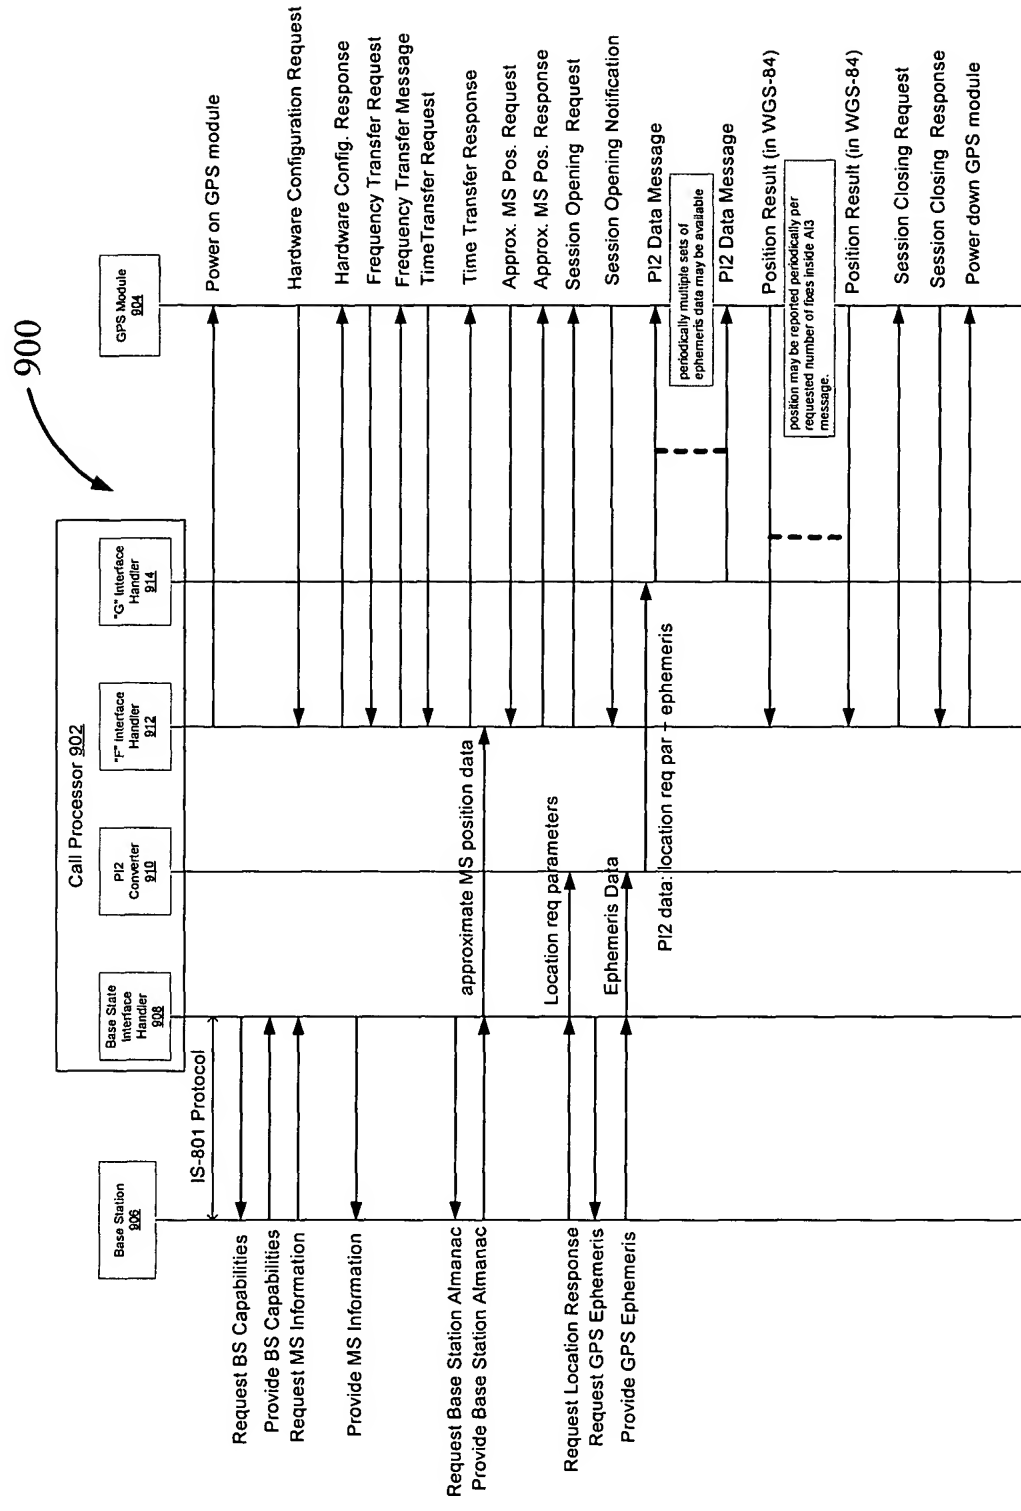 900
Call Processor 902
Base Station
906
Base State
Interface
Handler
908
PI2
Converter
910
"F" Interface
Handler
912
"G" Interface
Handler
914
GPS Module
904
IS-801 Protocol
Request BS Capabilities
Provide BS Capabilities
Request MS Information
Provide MS Information
Request Base Station Almanac
Provide Base Station Almanac
Request Location Response
Request GPS Ephemeris
Provide GPS Ephemeris
approximate MS position data
Location req parameters
Ephemeris Data
PI2 data: location req par – ephemeris
Power on GPS module
Hardware Configuration Request
Hardware Config. Response
Frequency Transfer Request
Frequency Transfer Message
TimeTransfer Request
Time Transfer Response
Approx. MS Pos. Request
Approx. MS Pos. Response
Session Opening Request
Session Opening Notification
PI2 Data Message
periodically multiple sets of
ephemeris data may be available
PI2 Data Message
Position Result (in WGS-84)
position may be reported periodically per
requested number of fixes inside AI3
message.
Position Result (in WGS-84)
Session Closing Request
Session Closing Response
Power down GPS module